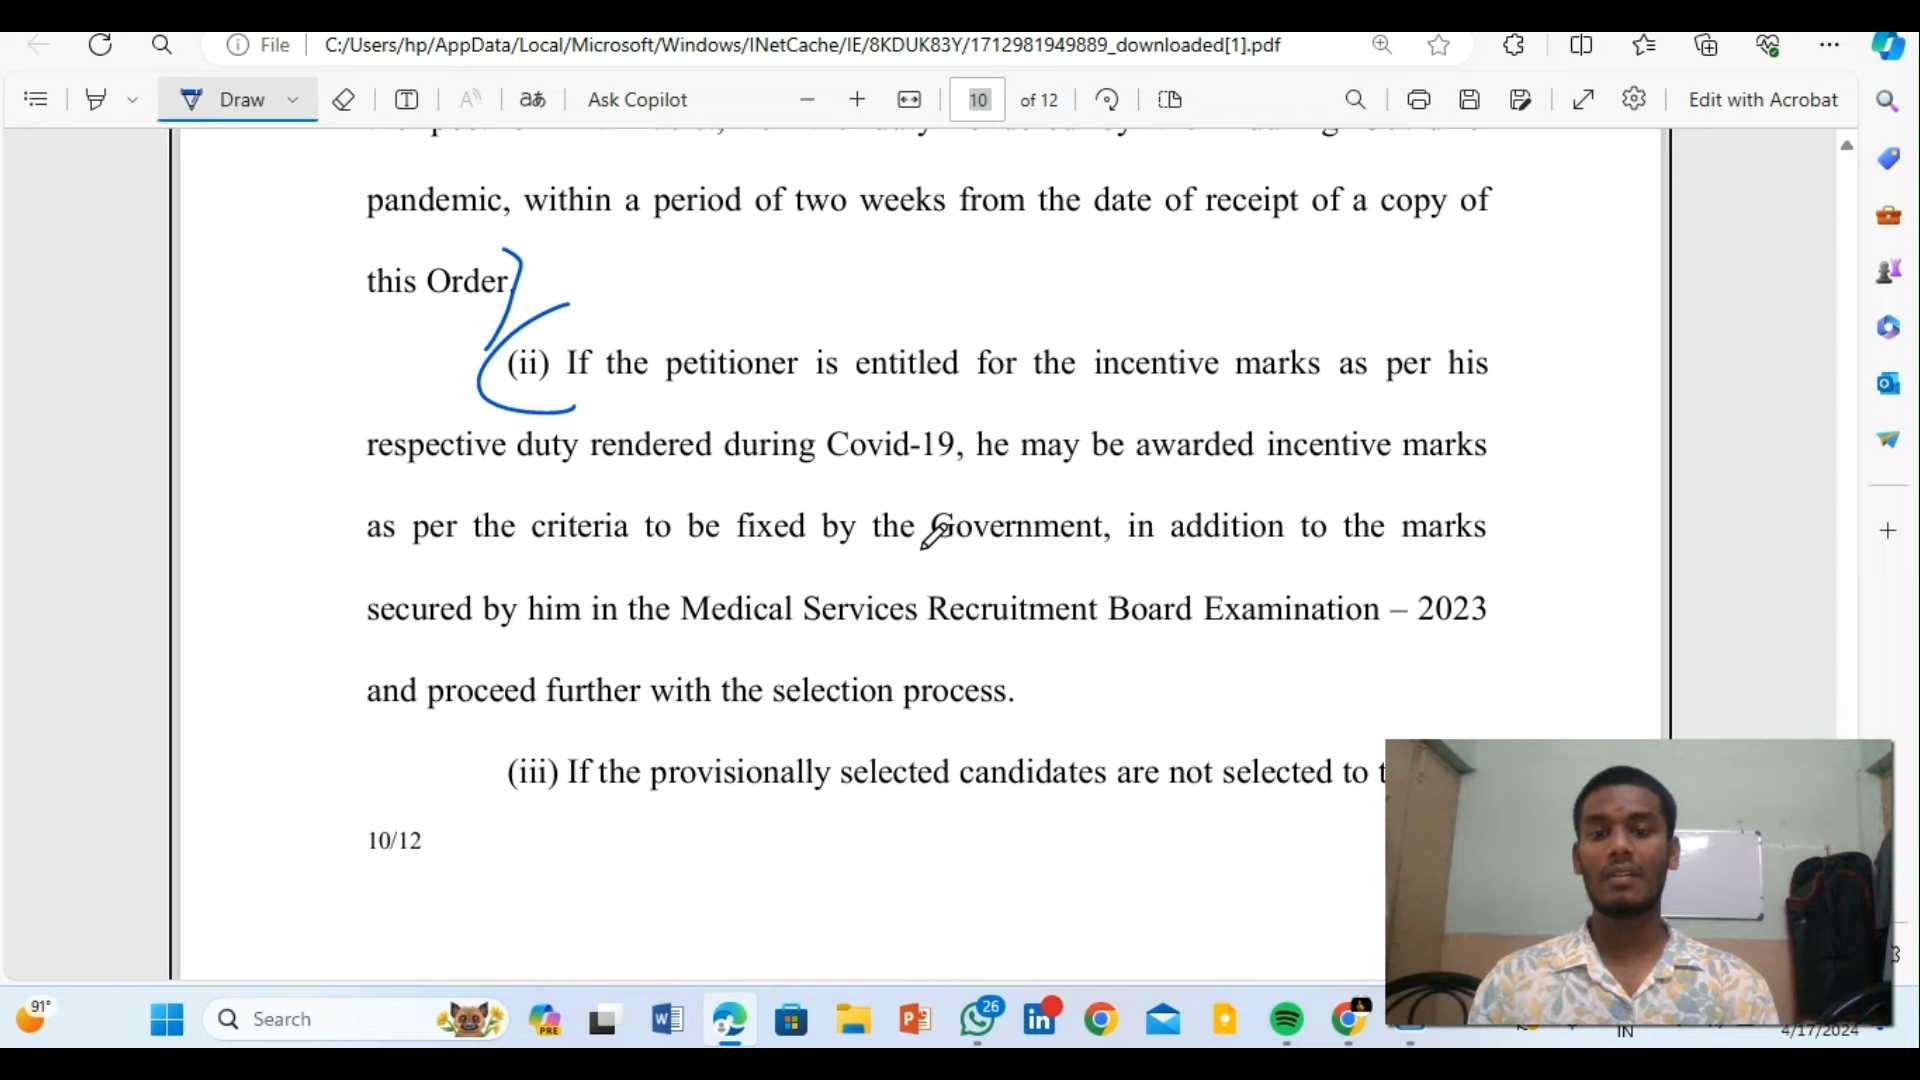 File
C:/Users/hp/AppData/Local/Microsoft/Windows/INetCache/IE/8KDUK83Y/1712981949889_downloaded[1].pdf
Draw
aあ
Ask Copilot
10 of 12
Edit with Acrobat
pandemic, within a period of two weeks from the date of receipt of a copy of
this Order.
(ii) If the petitioner is entitled for the incentive marks as per his
respective duty rendered during Covid-19, he may be awarded incentive marks
as per the criteria to be fixed by the Government, in addition to the marks
secured by him in the Medical Services Recruitment Board Examination – 2023
and proceed further with the selection process.
(iii) If the provisionally selected candidates are not selected to
10/12
91°
Search
PRE
26
IN
4/17/2024